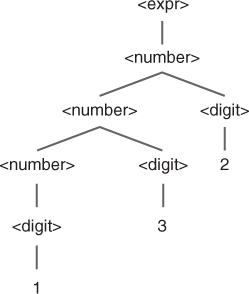 <expr>
<number>
<number> <digit>
<number> <digit> 2
<digit> 3
1